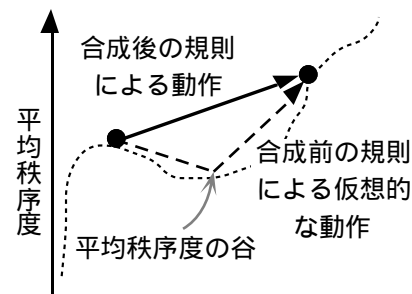 合成後の規則
による動作
平均秩序度
合成前の規則
による仮想的
な動作
平均秩序度の谷